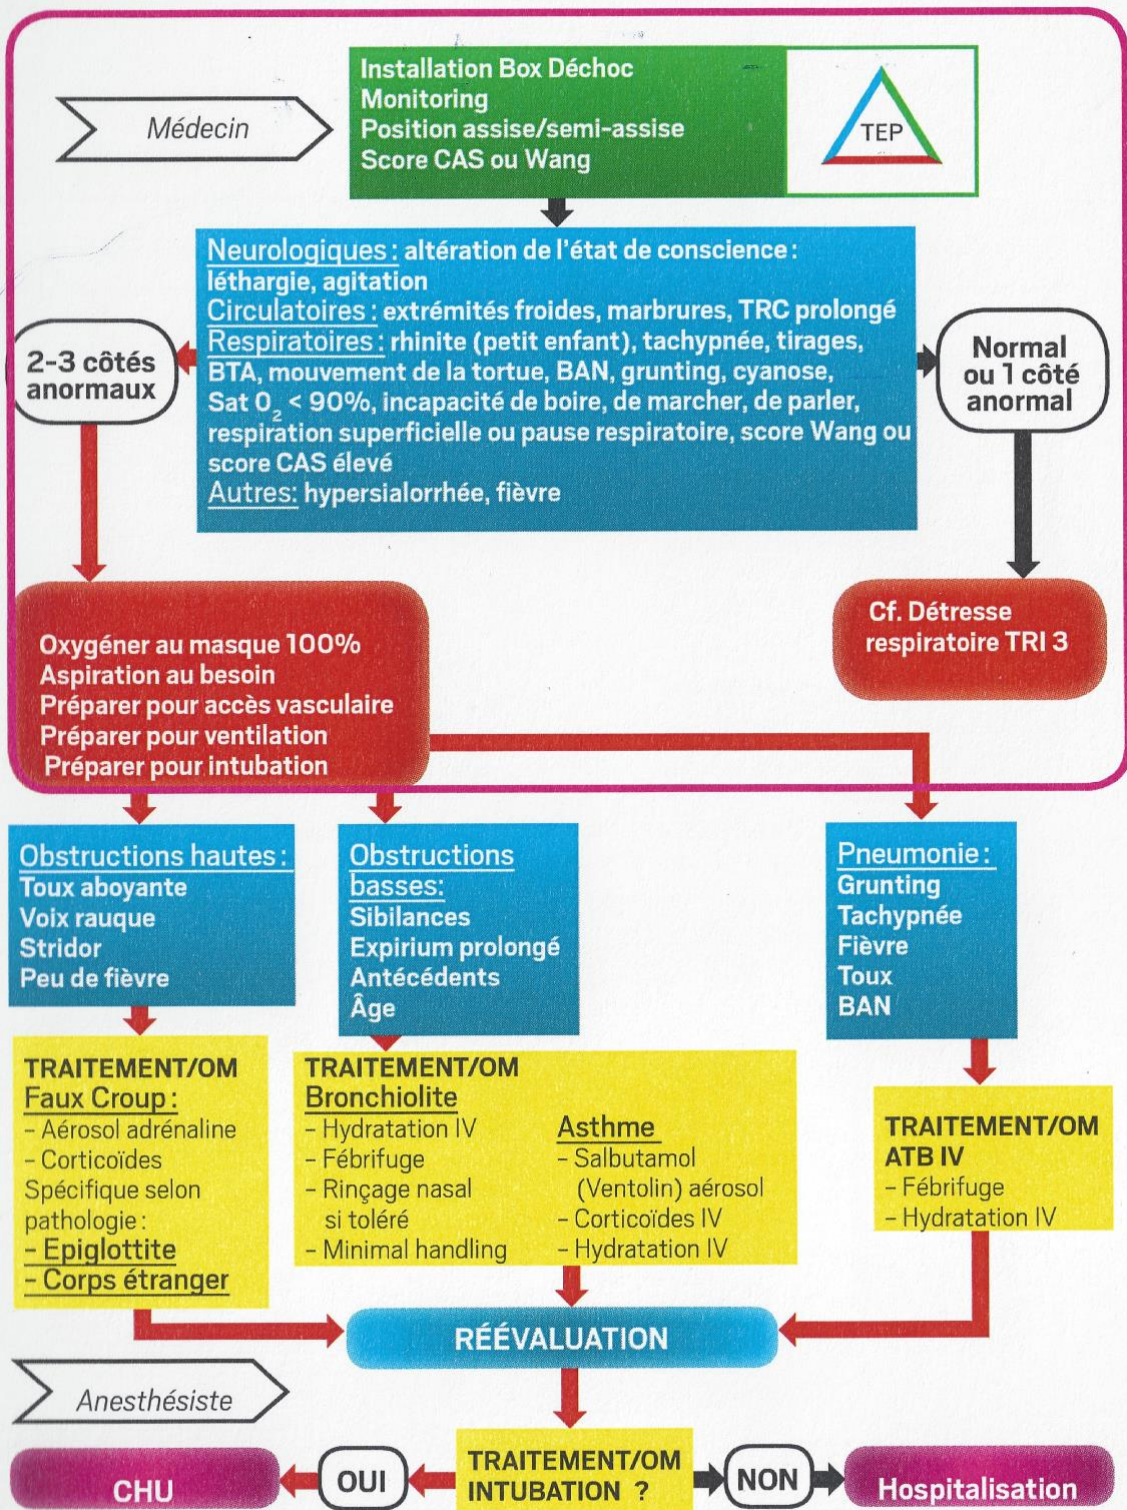 Médecin
Installation Box Déchoc
Monitoring
Position assise/semi-assise
Score CAS ou Wang
TEP
Neurologiques : altération de l'état de conscience :
léthargie, agitation
Circulatoires : extrémités froides, marbrures, TRC prolongé
Respiratoires : rhinite (petit enfant), tachypnée, tirages,
BTA, mouvement de la tortue, BAN, grunting, cyanose,
Sat O₂ < 90%, incapacité de boire, de marcher, de parler,
respiration superficielle ou pause respiratoire, score Wang ou
score CAS élevé
Autres: hypersialorrhée, fièvre
2-3 côtés
anormaux
Normal
ou 1 côté
anormal
Oxygéner au masque 100%
Aspiration au besoin
Préparer pour accès vasculaire
Préparer pour ventilation
Préparer pour intubation
Cf. Détresse
respiratoire TRI 3
Obstructions hautes :
Toux aboyante
Voix rauque
Stridor
Peu de fièvre
Obstructions
basses:
Sibilances
Expirium prolongé
Antécédents
Âge
Pneumonie :
Grunting
Tachypnée
Fièvre
Toux
BAN
TRAITEMENT/OM
Faux Croup :
– Aérosol adrénaline
– Corticoïdes
Spécifique selon
pathologie :
– Epiglottite
– Corps étranger
TRAITEMENT/OM
Bronchiolite
– Hydratation IV
– Fébrifuge
– Rinçage nasal
si toléré
– Minimal handling
Asthme
– Salbutamol
(Ventolin) aérosol
– Corticoïdes IV
– Hydratation IV
TRAITEMENT/OM
ATB IV
– Fébrifuge
– Hydratation IV
RÉÉVALUATION
Anesthésiste
TRAITEMENT/OM
INTUBATION ?
OUI
CHU
NON
Hospitalisation